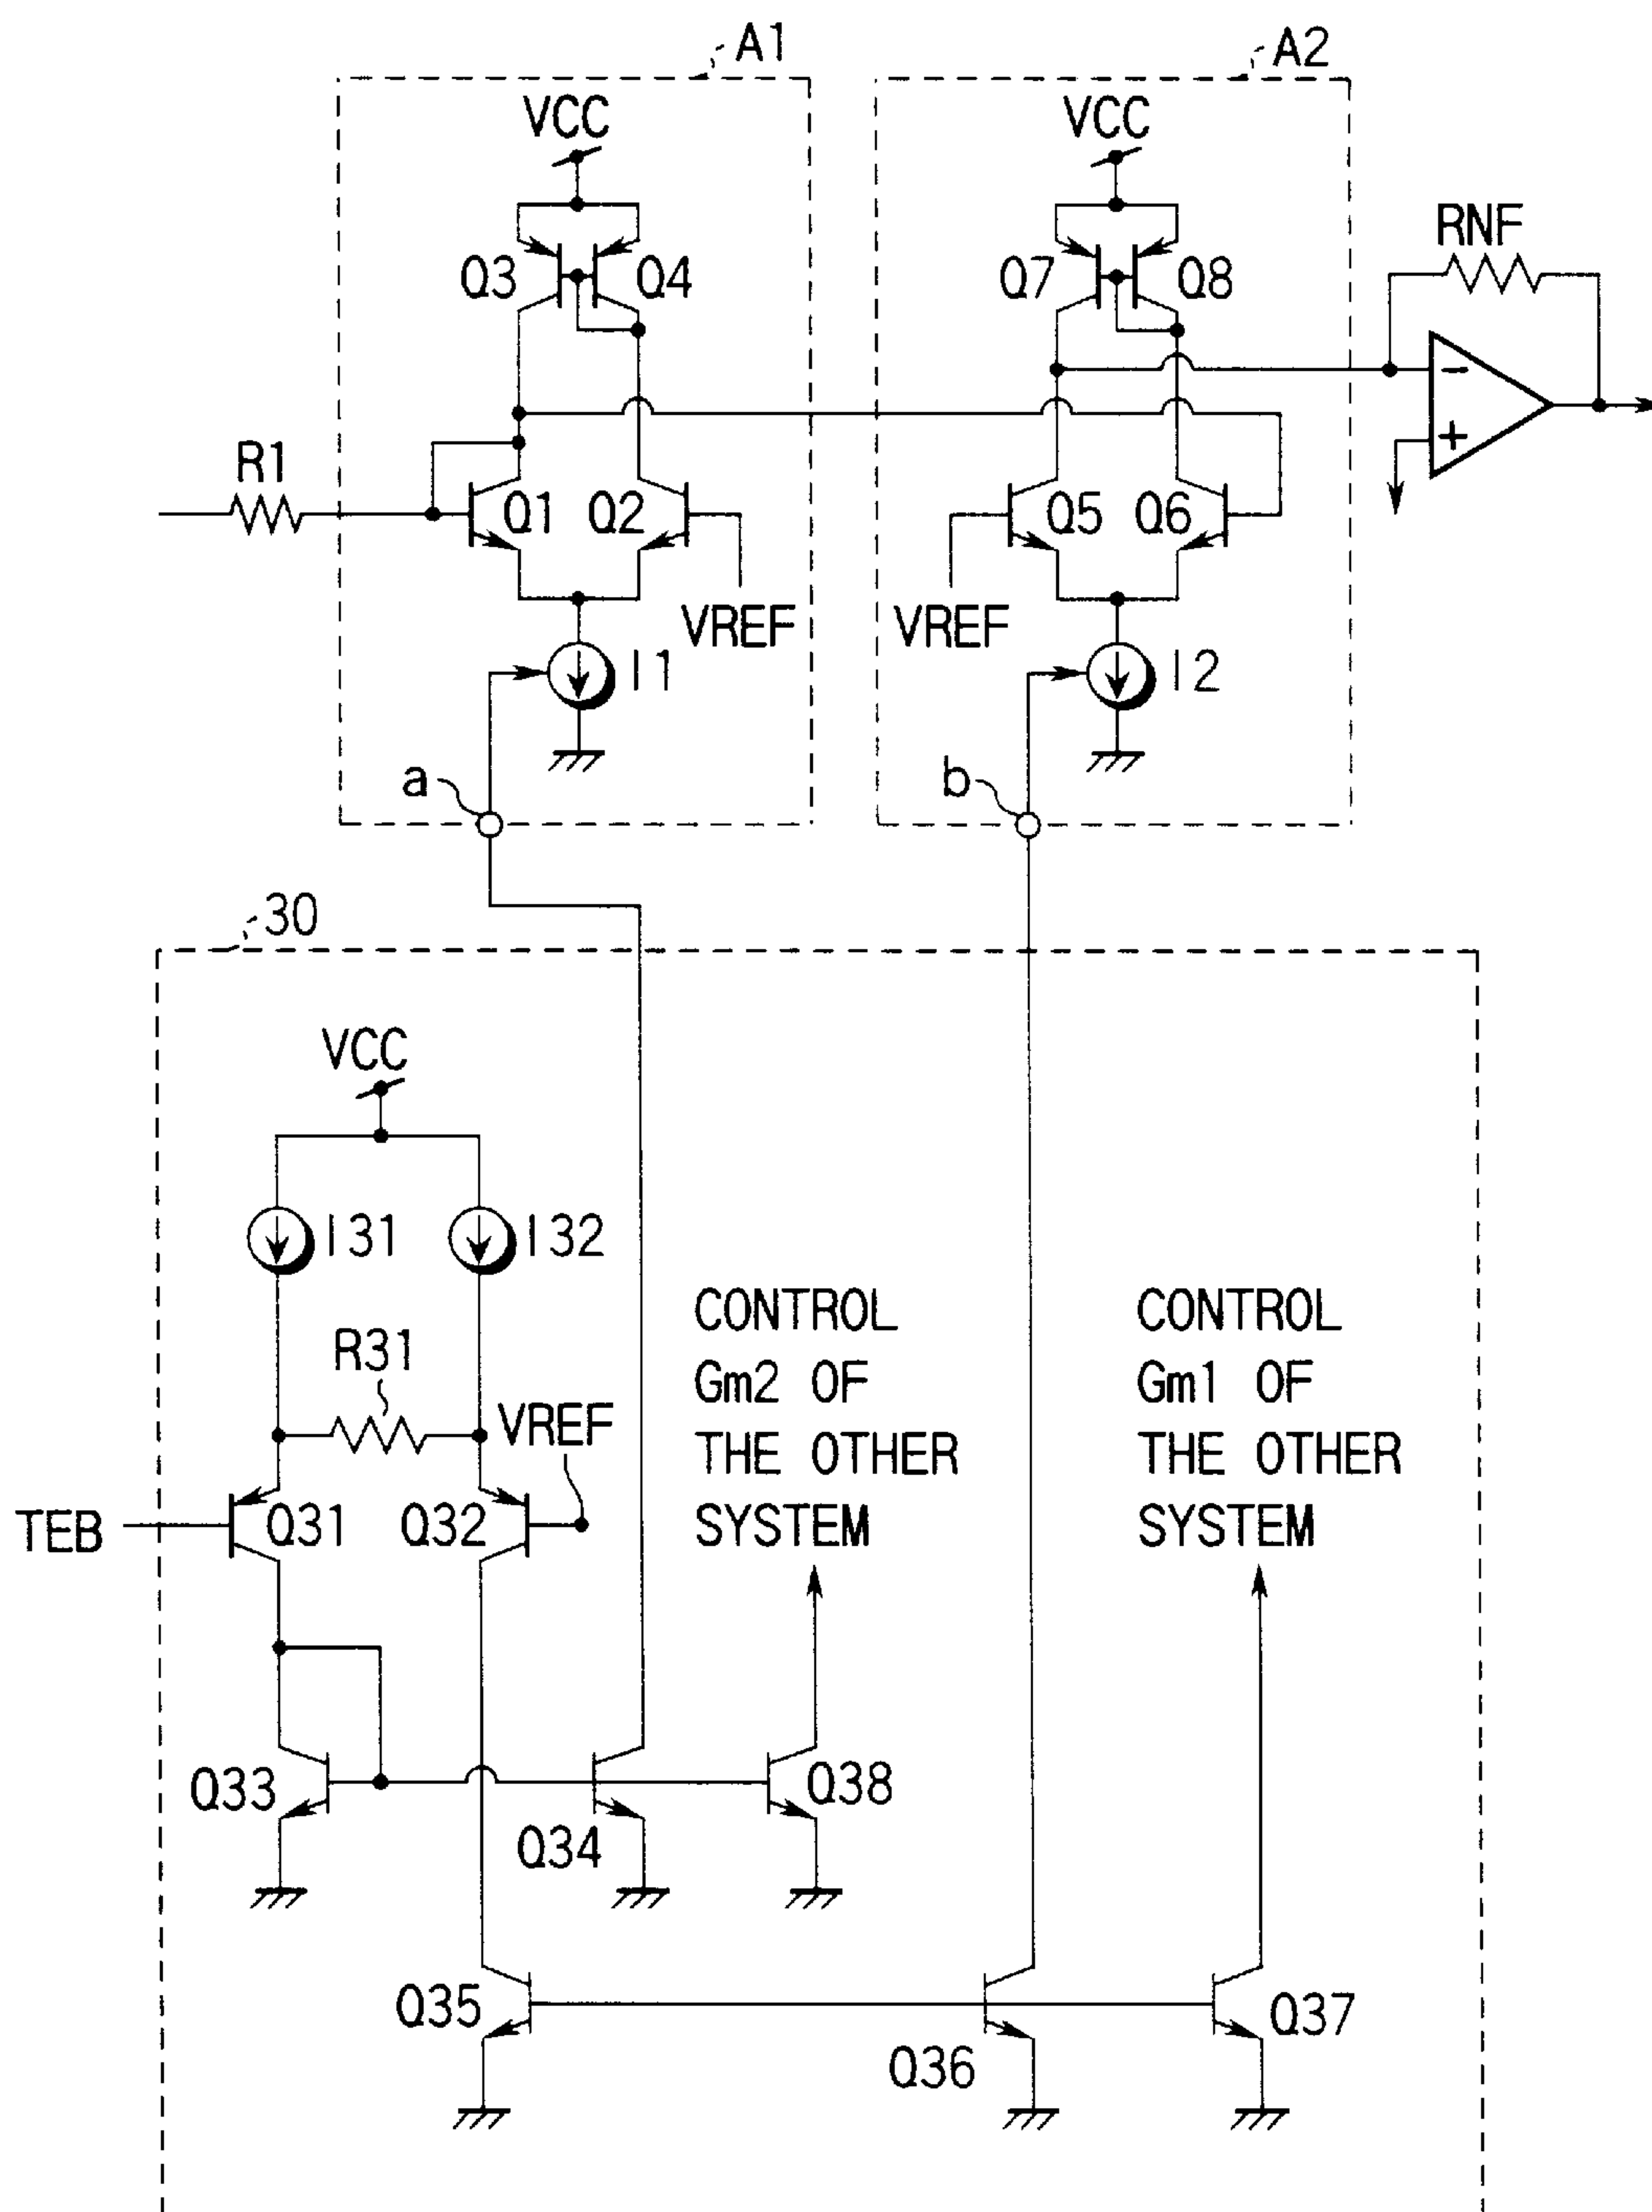 A1
A2
VCC
VCC
RNF
Q3
Q4
Q7
Q8
−
+
R1
Q1
Q2
Q5
Q6
VREF
VREF
I1
I2
a
b
30
VCC
I31
I32
R31
VREF
CONTROL
Gm2 OF
THE OTHER
SYSTEM
CONTROL
Gm1 OF
THE OTHER
SYSTEM
TEB
Q31
Q32
Q33
Q34
Q38
Q35
Q36
Q37